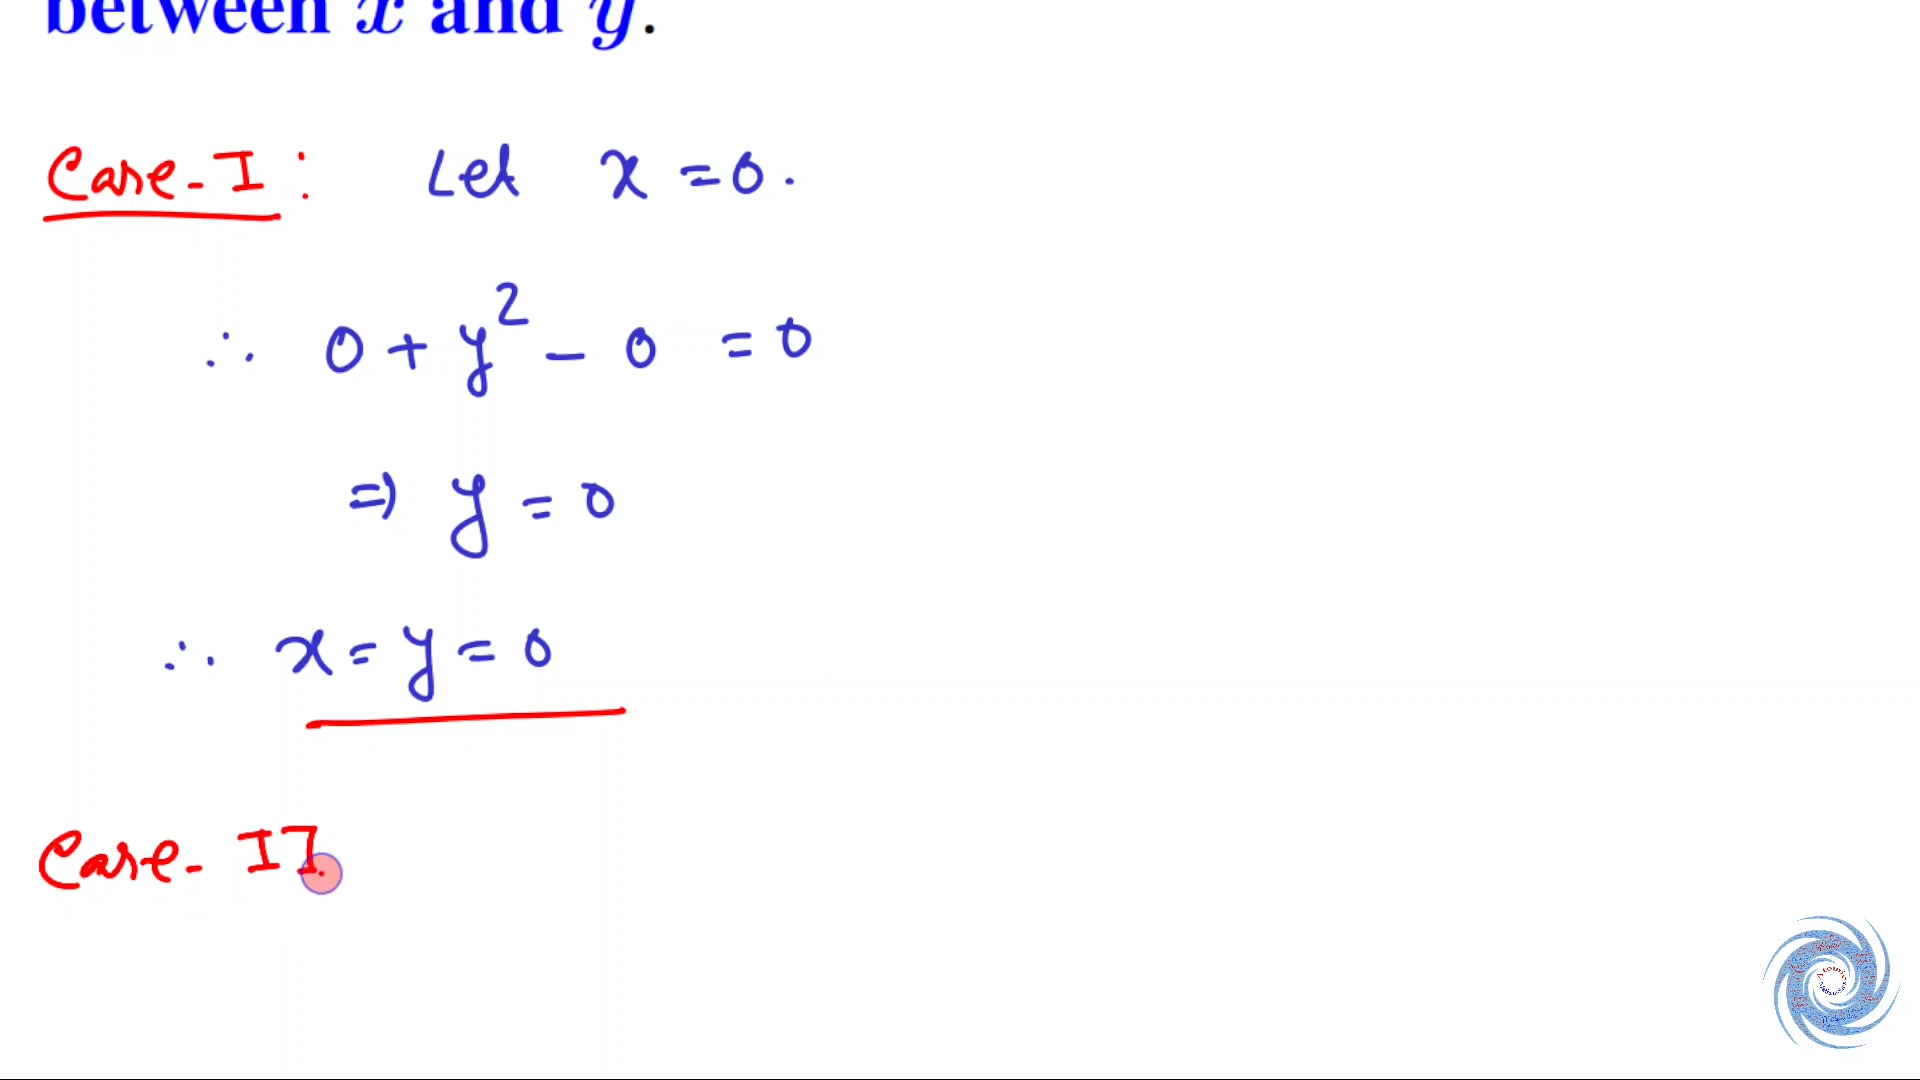 between x and y.
Case-I : Let x = 0.
∴ 0 + y² - 0 = 0
⇒ y = 0
∴ x = y = 0
Case- II